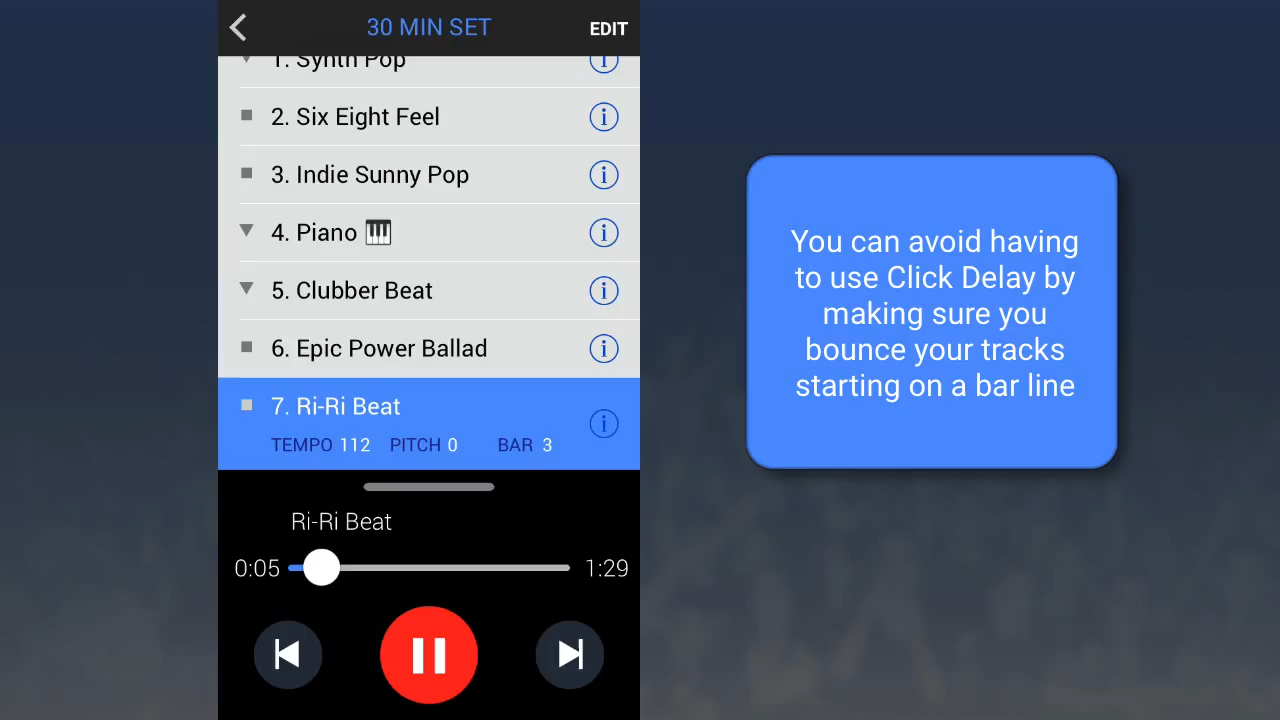 30 MIN SET
EDIT
1. Synth Pop
2. Six Eight Feel
3. Indie Sunny Pop
4. Piano 🎹
5. Clubber Beat
6. Epic Power Ballad
7. Ri-Ri Beat
TEMPO 112 PITCH 0 BAR 3
Ri-Ri Beat
0:05
1:29
You can avoid having
to use Click Delay by
making sure you
bounce your tracks
starting on a bar line